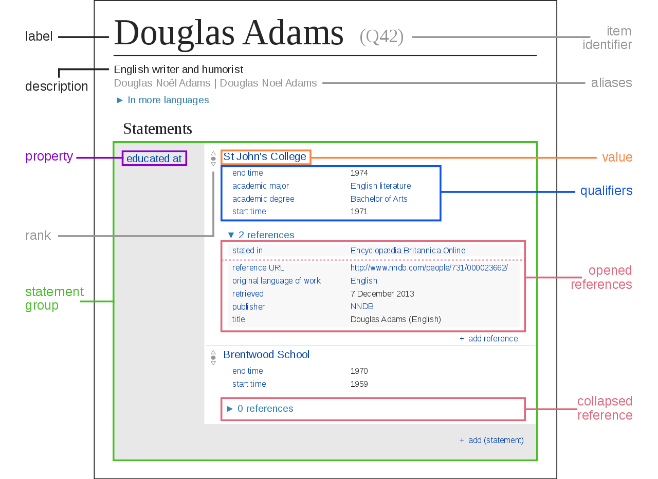 label
Douglas Adams (Q42)
item
identifier
description
English writer and humorist
Douglas Noël Adams | Douglas Noel Adams
aliases
► In more languages
Statements
property
educated at
St John's College
value
end time 1974
academic major English literature
academic degree Bachelor of Arts
start time 1971
qualifiers
rank
▼ 2 references
stated in Encyclopædia Britannica Online
reference URL http://www.nndb.com/people/731/000023662/
original language of work English
retrieved 7 December 2013
publisher NNDB
title Douglas Adams (English)
opened
references
statement
group
+ add reference
Brentwood School
end time 1970
start time 1959
► 0 references
collapsed
reference
+ add (statement)